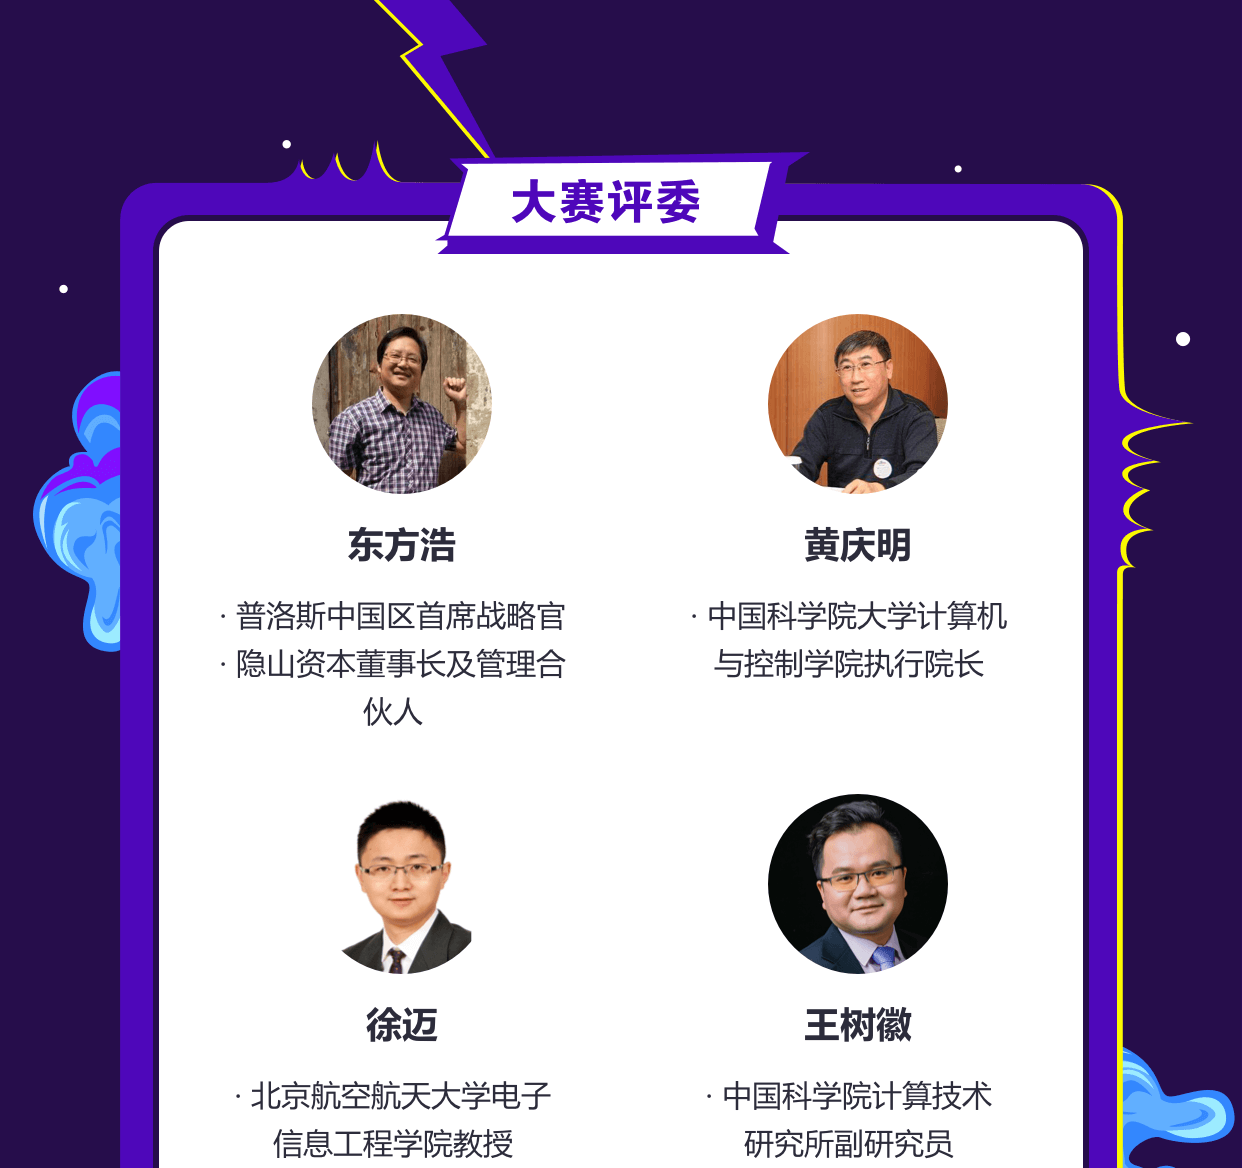 大赛评委
东方浩
· 普洛斯中国区首席战略官
· 隐山资本董事长及管理合
伙人
黄庆明
· 中国科学院大学计算机
与控制学院执行院长
徐迈
· 北京航空航天大学电子
信息工程学院教授
王树徽
· 中国科学院计算技术
研究所副研究员